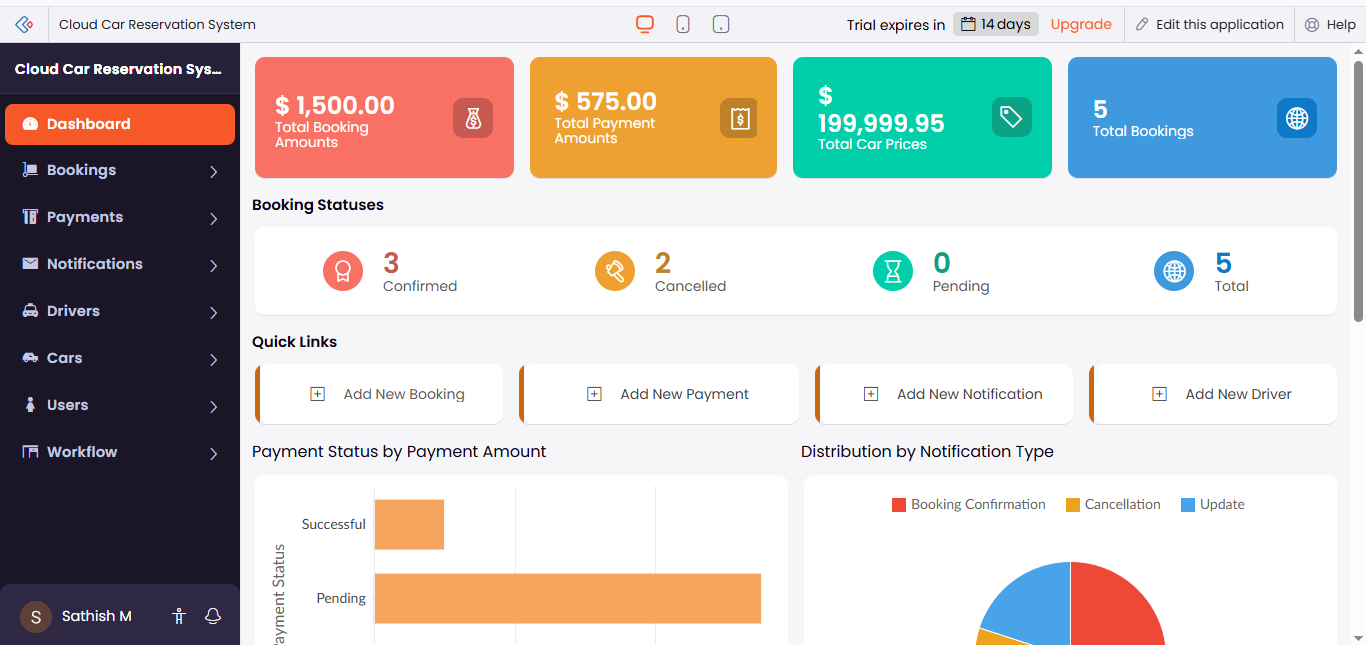 Cloud Car Reservation System
Trial expires in 14 days Upgrade Edit this application Help
Cloud Car Reservation Sys...
Dashboard
Bookings
Payments
Notifications
Drivers
Cars
Users
Workflow
S Sathish M
$ 1,500.00
Total Booking
Amounts
$ 575.00
Total Payment
Amounts
$
199,999.95
Total Car Prices
5
Total Bookings
Booking Statuses
3
Confirmed
2
Cancelled
0
Pending
5
Total
Quick Links
Add New Booking
Add New Payment
Add New Notification
Add New Driver
Payment Status by Payment Amount
Successful
Pending
Payment Status
Distribution by Notification Type
Booking Confirmation Cancellation Update